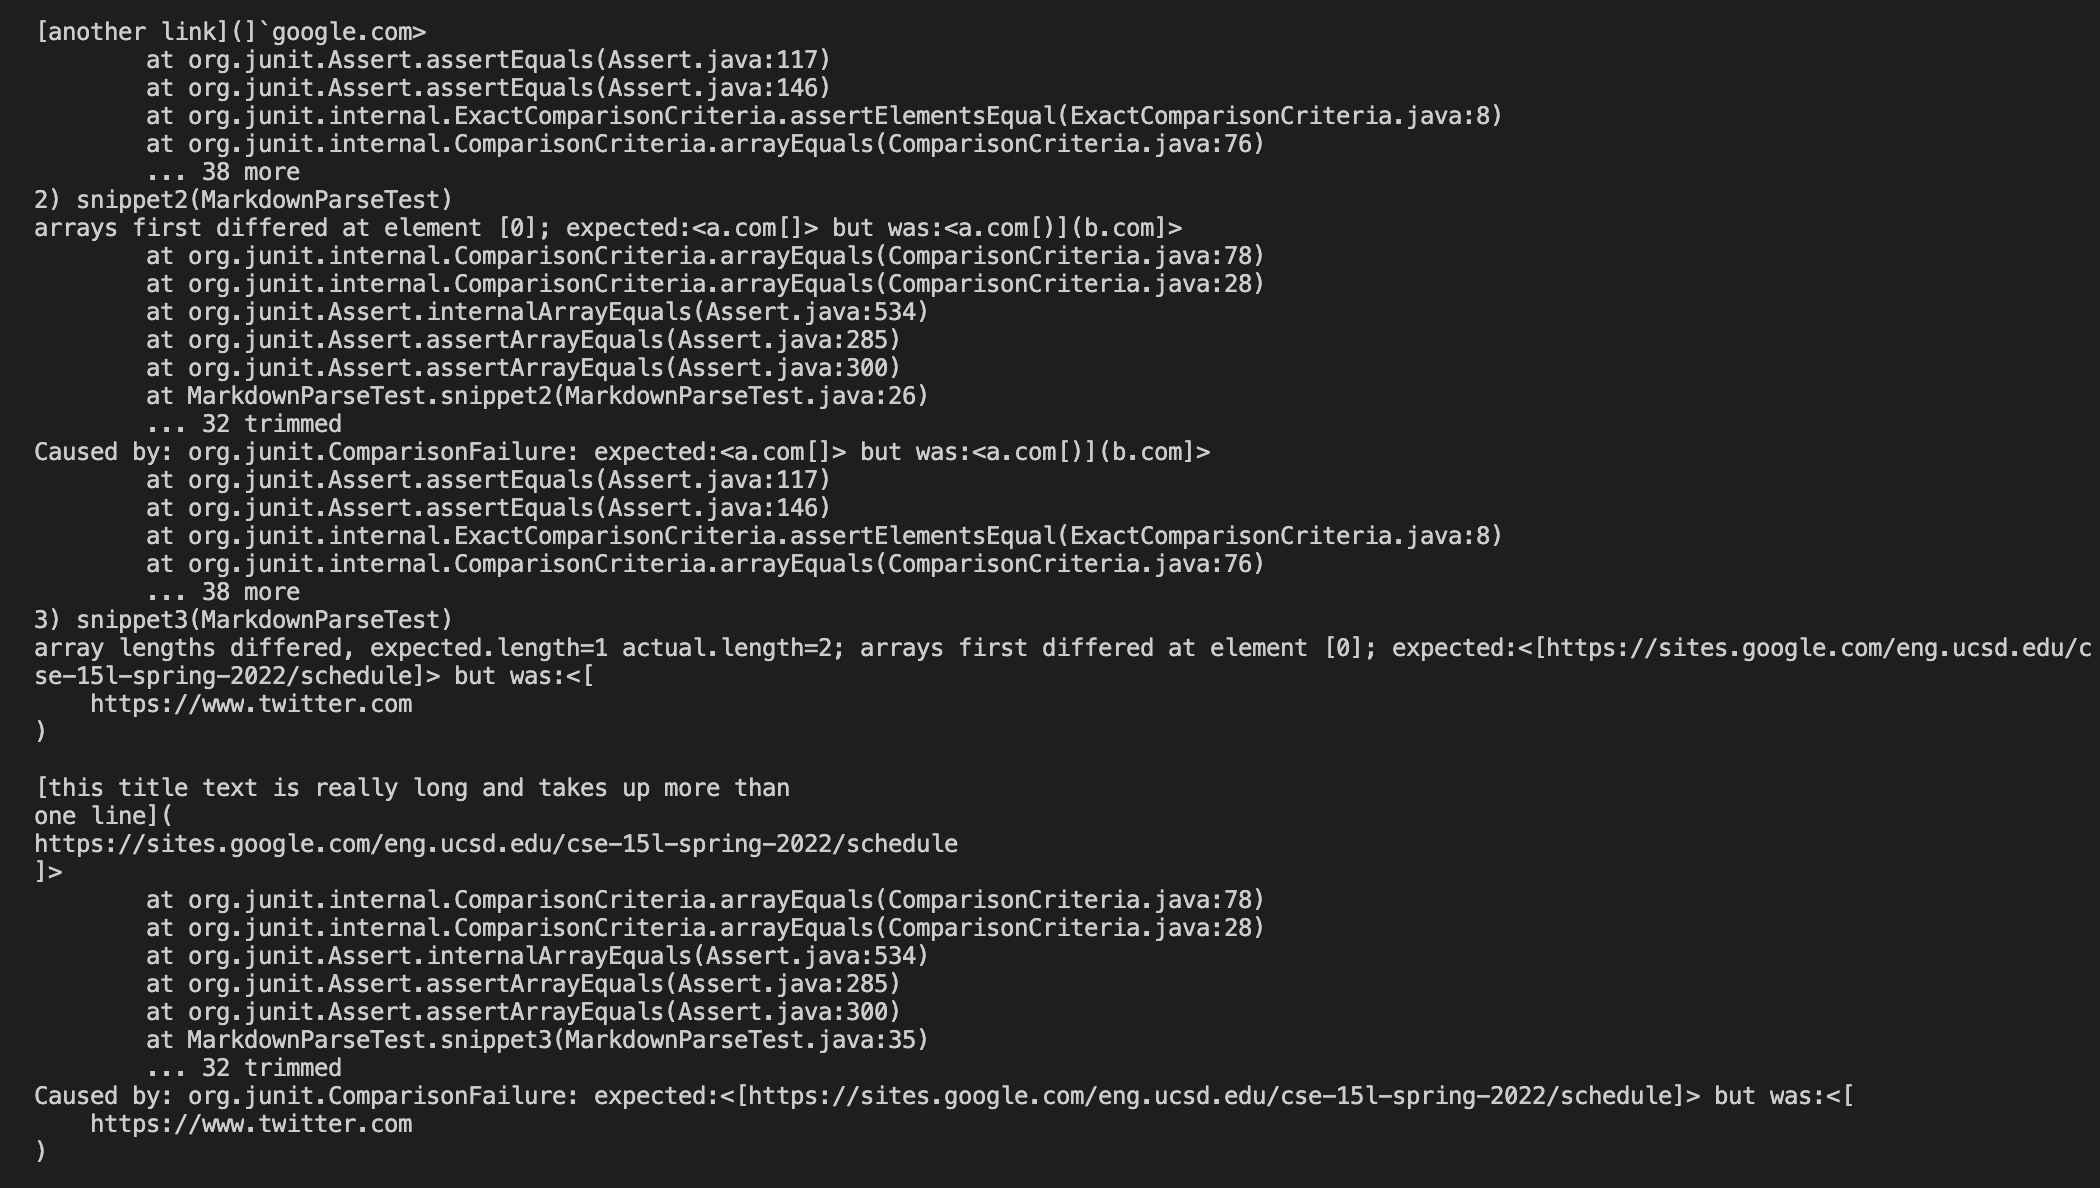 [another link](]`google.com>
        at org.junit.Assert.assertEquals(Assert.java:117)
        at org.junit.Assert.assertEquals(Assert.java:146)
        at org.junit.internal.ExactComparisonCriteria.assertElementsEqual(ExactComparisonCriteria.java:8)
        at org.junit.internal.ComparisonCriteria.arrayEquals(ComparisonCriteria.java:76)
        ... 38 more
2) snippet2(MarkdownParseTest)
arrays first differed at element [0]; expected:<a.com[]> but was:<a.com[)](b.com]>
        at org.junit.internal.ComparisonCriteria.arrayEquals(ComparisonCriteria.java:78)
        at org.junit.internal.ComparisonCriteria.arrayEquals(ComparisonCriteria.java:28)
        at org.junit.Assert.internalArrayEquals(Assert.java:534)
        at org.junit.Assert.assertArrayEquals(Assert.java:285)
        at org.junit.Assert.assertArrayEquals(Assert.java:300)
        at MarkdownParseTest.snippet2(MarkdownParseTest.java:26)
        ... 32 trimmed
Caused by: org.junit.ComparisonFailure: expected:<a.com[]> but was:<a.com[)](b.com]>
        at org.junit.Assert.assertEquals(Assert.java:117)
        at org.junit.Assert.assertEquals(Assert.java:146)
        at org.junit.internal.ExactComparisonCriteria.assertElementsEqual(ExactComparisonCriteria.java:8)
        at org.junit.internal.ComparisonCriteria.arrayEquals(ComparisonCriteria.java:76)
        ... 38 more
3) snippet3(MarkdownParseTest)
array lengths differed, expected.length=1 actual.length=2; arrays first differed at element [0]; expected:<[https://sites.google.com/eng.ucsd.edu/c
se-15l-spring-2022/schedule]> but was:<[
    https://www.twitter.com
)

[this title text is really long and takes up more than
one line](
https://sites.google.com/eng.ucsd.edu/cse-15l-spring-2022/schedule
]>
        at org.junit.internal.ComparisonCriteria.arrayEquals(ComparisonCriteria.java:78)
        at org.junit.internal.ComparisonCriteria.arrayEquals(ComparisonCriteria.java:28)
        at org.junit.Assert.internalArrayEquals(Assert.java:534)
        at org.junit.Assert.assertArrayEquals(Assert.java:285)
        at org.junit.Assert.assertArrayEquals(Assert.java:300)
        at MarkdownParseTest.snippet3(MarkdownParseTest.java:35)
        ... 32 trimmed
Caused by: org.junit.ComparisonFailure: expected:<[https://sites.google.com/eng.ucsd.edu/cse-15l-spring-2022/schedule]> but was:<[
    https://www.twitter.com
)